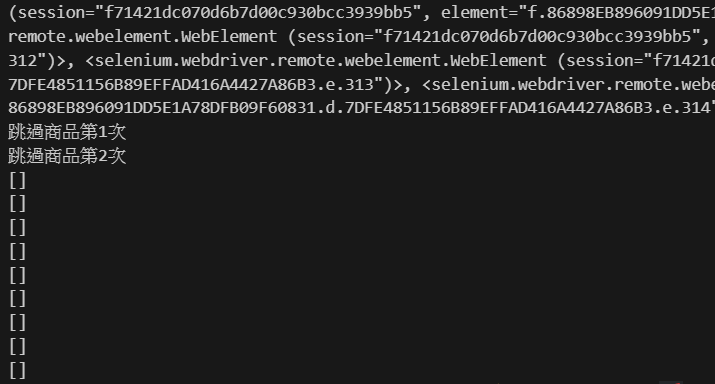 (session="f71421dc070d6b7d00c930bcc3939bb5", element="f.86898EB896091DD5E1
remote.webelement.WebElement (session="f71421dc070d6b7d00c930bcc3939bb5",
312")>, <selenium.webdriver.remote.webelement.WebElement (session="f71421d
7DFE4851156B89EFFAD416A4427A86B3.e.313")>, <selenium.webdriver.remote.webe
86898EB896091DD5E1A78DFB09F60831.d.7DFE4851156B89EFFAD416A4427A86B3.e.314"
跳過商品第1次
跳過商品第2次
[]
[]
[]
[]
[]
[]
[]
[]
[]